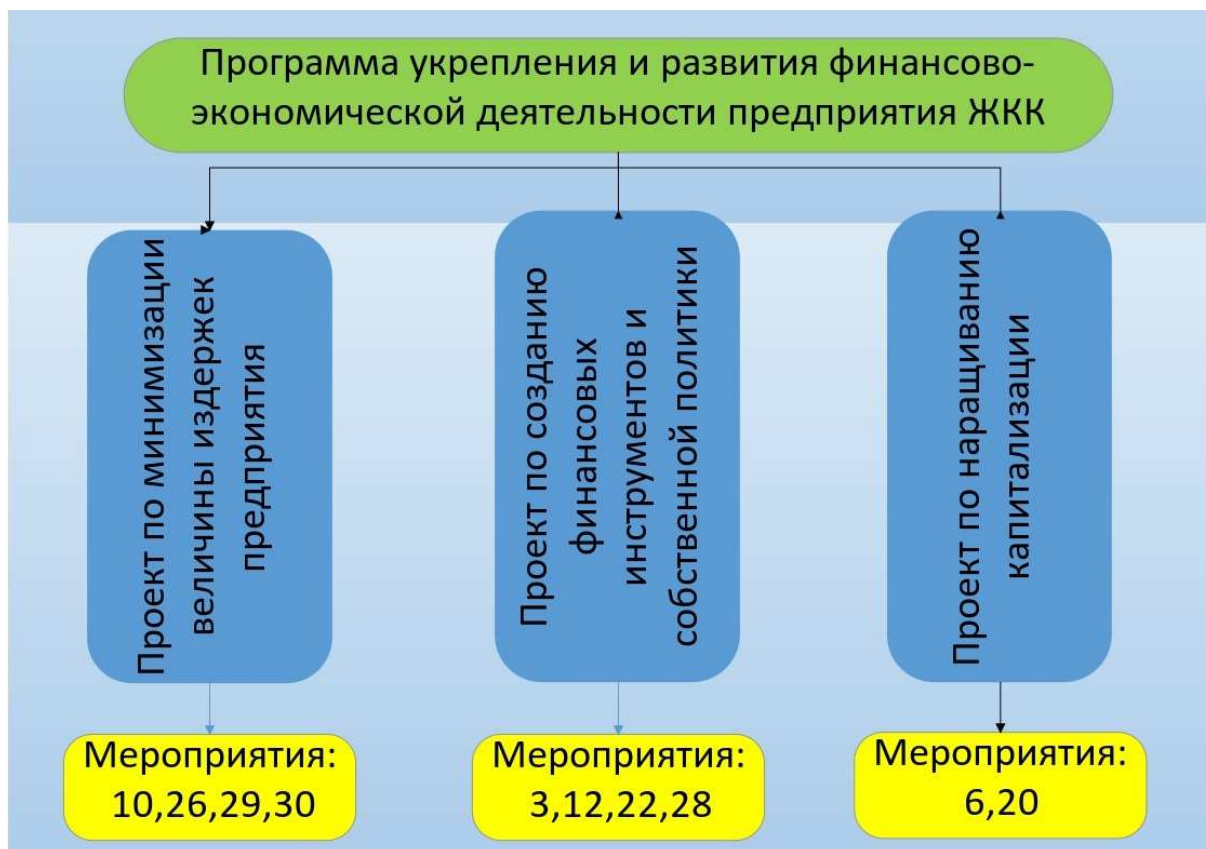 Программа укрепления и развития финансово-
экономической деятельности предприятия ЖКК
Проект по минимизации
величины издержек
предприятия
Проект по созданию
финансовых
инструментов и
собственной политики
Проект по наращиванию
капитализации
Мероприятия:
10,26,29,30
Мероприятия:
3,12,22,28
Мероприятия:
6,20